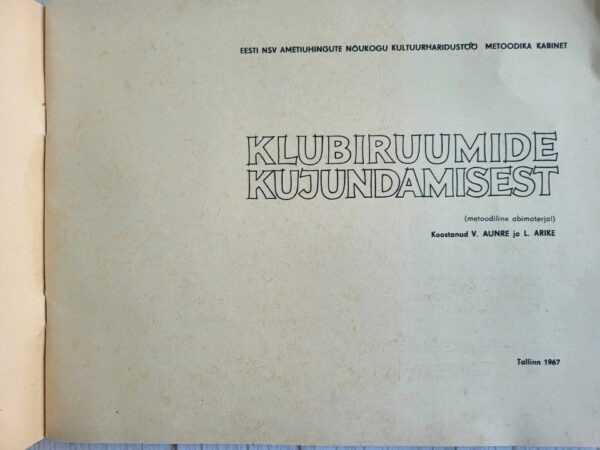 EESTI NSV AMETIÜHINGUTE NÕUKOGU KULTUURHARIDUSTÖÖ METOODIKA KABINET
KLUBIRUUMIDE
KUJUNDAMISEST
(metoodiline abimaterjal)
Koostanud V. AUNRE ja L. ARIKE
Tallinn 1967